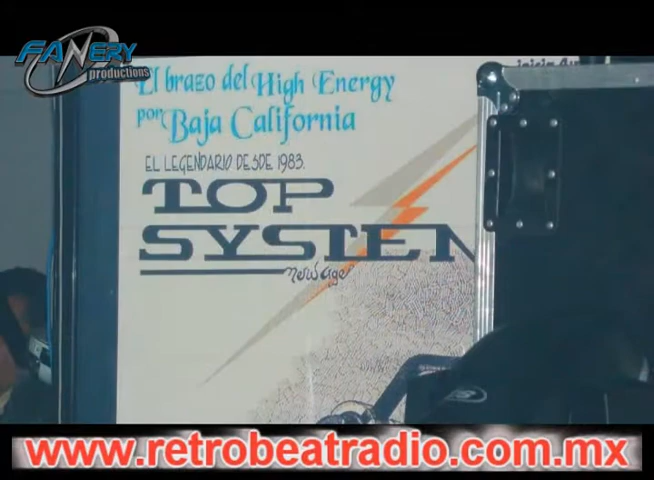 FANERY
productions
El brazo del High Energy
por Baja California
EL LEGENDARIO DESDE 1983.
TOP
SYSTEM
new age
www.retrobeatradio.com.mx